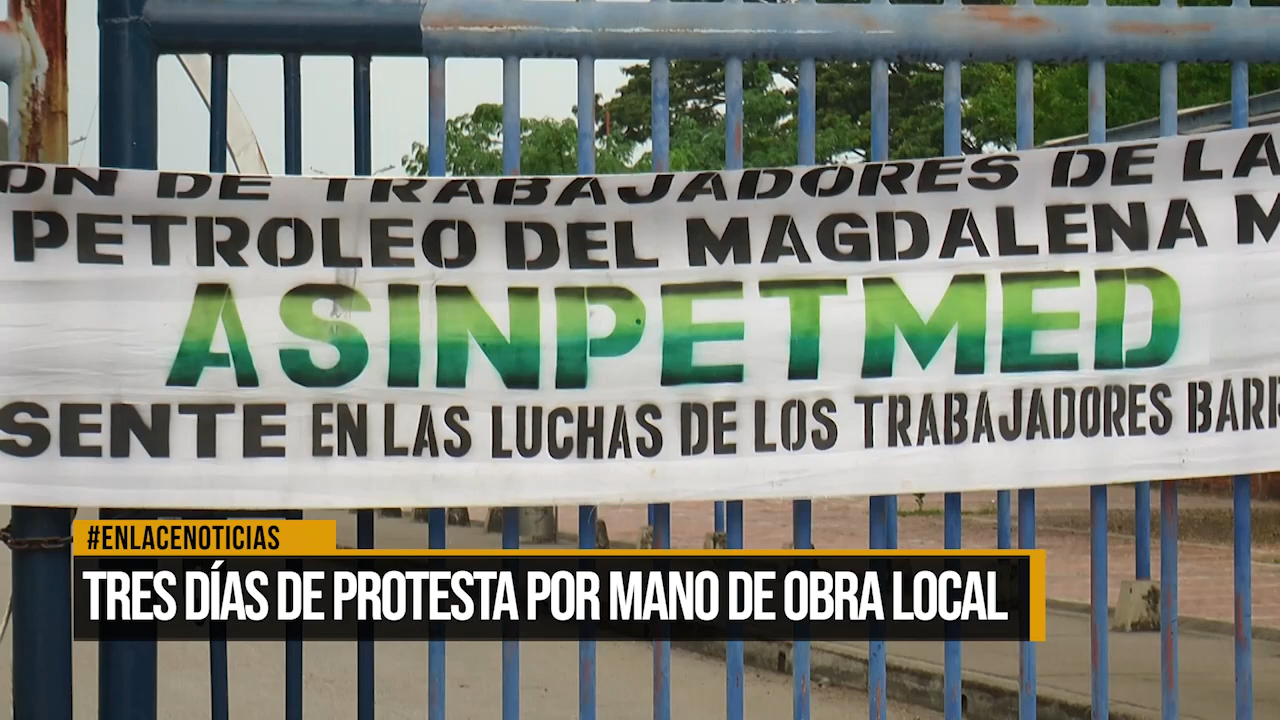 ON DE TRABAJADORES DE LA
PETROLEO DEL MAGDALENA M
ASINPETMED
SENTE EN LAS LUCHAS DE LOS TRABAJADORES BARR
#ENLACENOTICIAS
TRES DÍAS DE PROTESTA POR MANO DE OBRA LOCAL